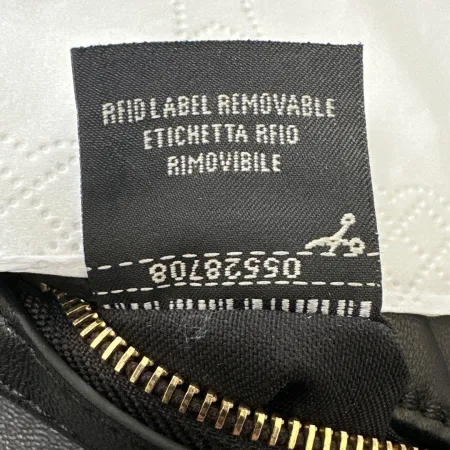 RFID LABEL REMOVABLE
ETICHETTA RFID
RIMOVIBILE
05528708